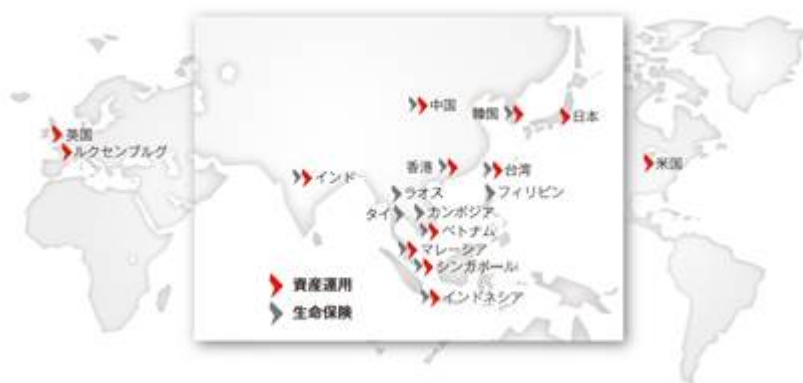 中国
韓国
日本
英国
ルクセンブルグ
香港
台湾
米国
インド
ラオス
フィリピン
タイ
カンボジア
ベトナム
マレーシア
シンガポール
資産運用
インドネシア
生命保険